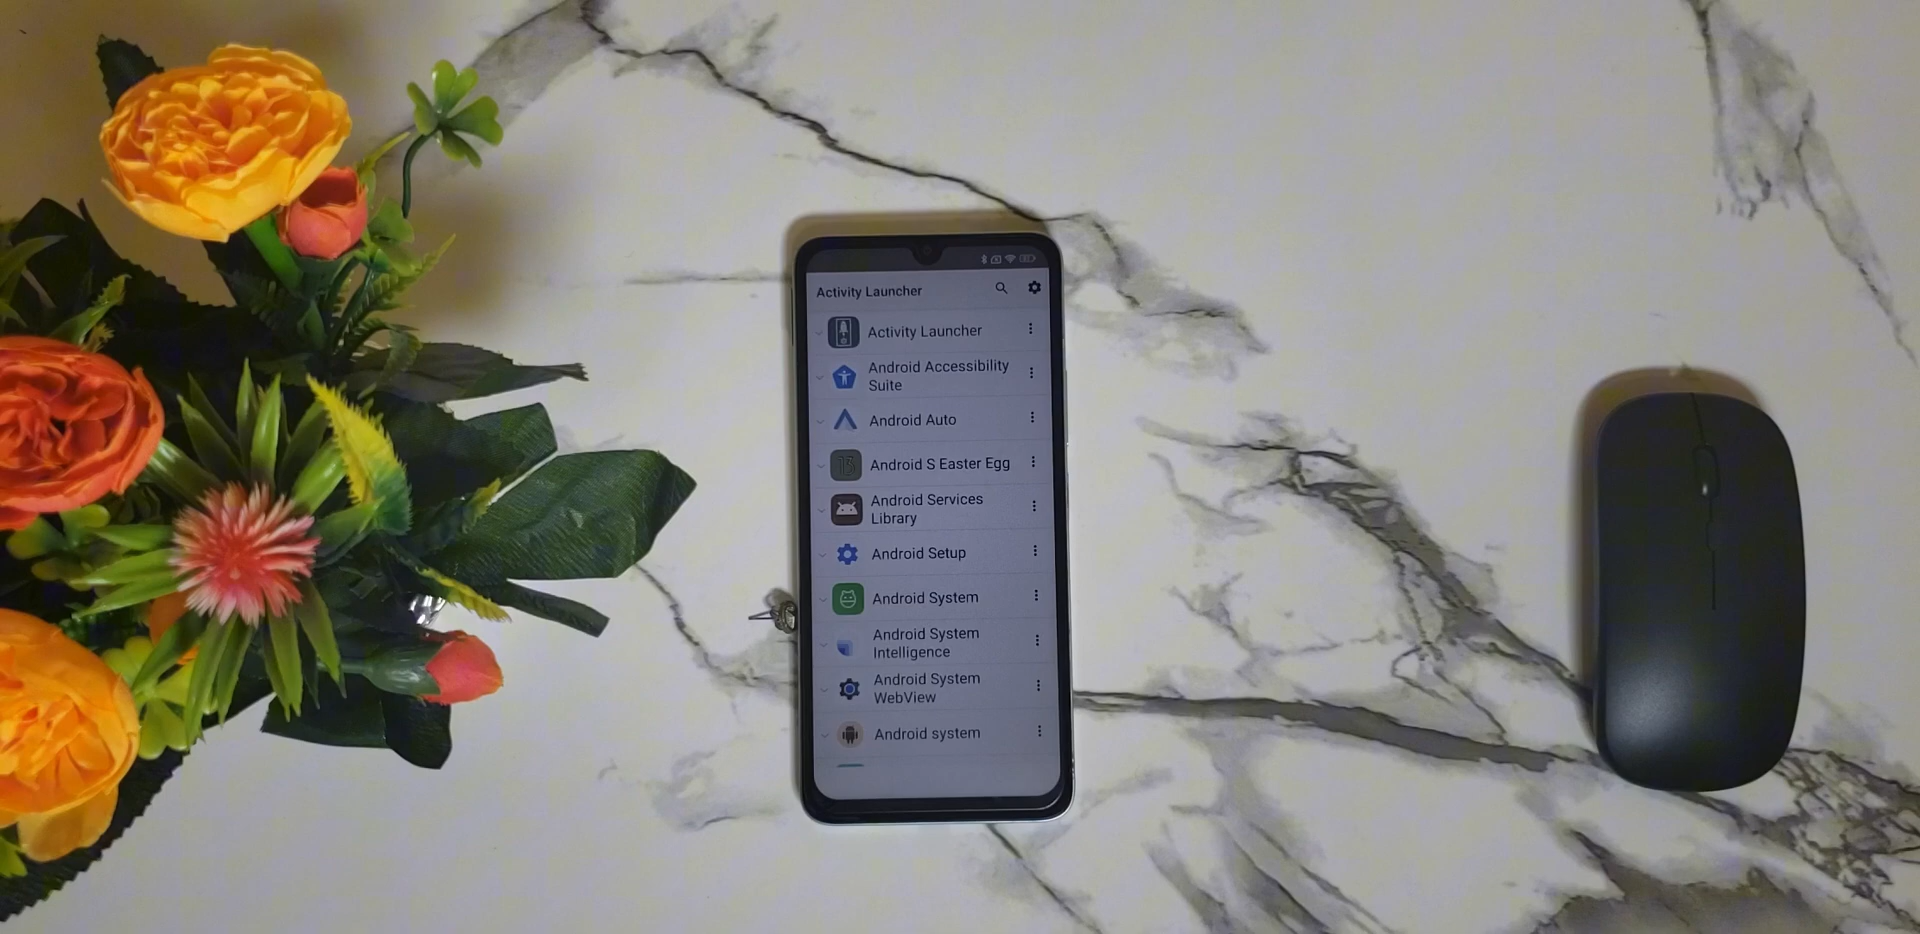 Activity Launcher
Activity Launcher
Android Accessibility
Suite
Android Auto
Android S Easter Egg
Android Services
Library
Android Setup
Android System
Android System
Intelligence
Android System
WebView
Android system